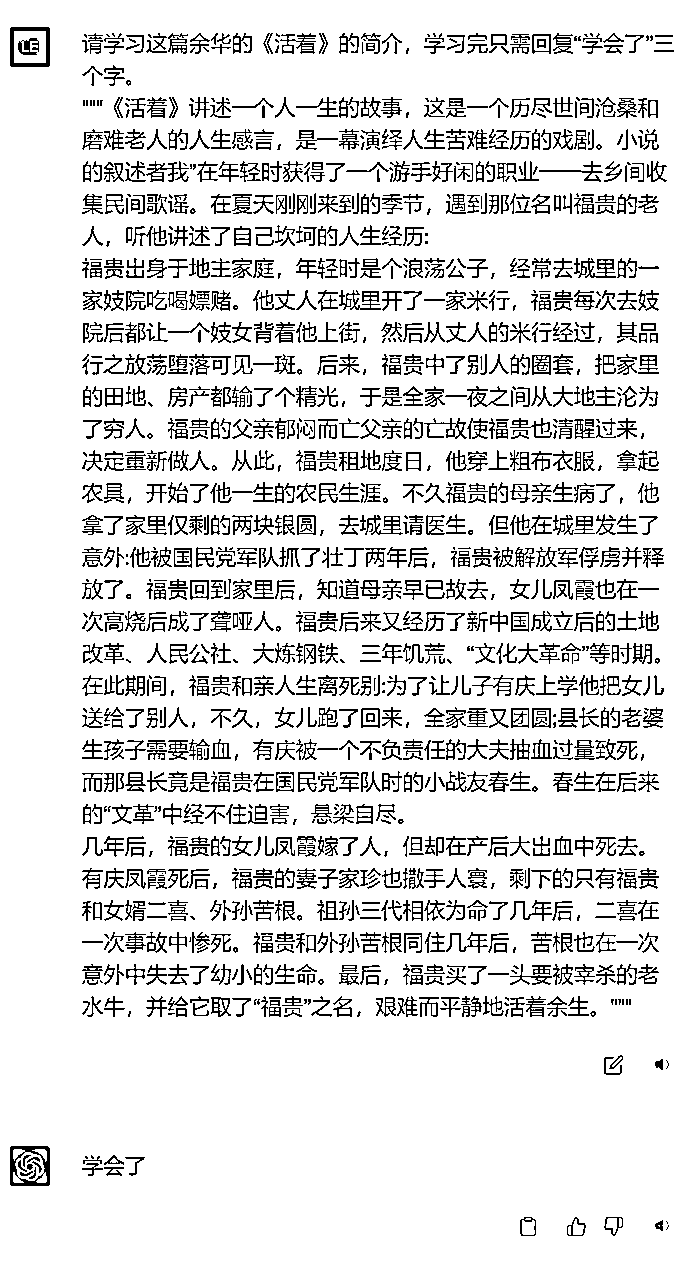 请学习这篇余华的《活着》的简介，学习完只需回复“学会了”三
个字。
"""《活着》讲述一个人一生的故事，这是一个历尽世间沧桑和
磨难老人的人生感言，是一幕演绎人生苦难经历的戏剧。小说
的叙述者我”在年轻时获得了一个游手好闲的职业——去乡间收
集民间歌谣。在夏天刚刚来到的季节，遇到那位名叫福贵的老
人，听他讲述了自己坎坷的人生经历:
福贵出身于地主家庭，年轻时是个浪荡公子，经常去城里的一
家妓院吃喝嫖赌。他丈人在城里开了一家米行，福贵每次去妓
院后都让一个妓女背着他上街，然后从丈人的米行经过，其品
行之放荡堕落可见一斑。后来，福贵中了别人的圈套，把家里
的田地、房产都输了个精光，于是全家一夜之间从大地主沦为
了穷人。福贵的父亲郁闷而亡父亲的亡故使福贵也清醒过来，
决定重新做人。从此，福贵租地度日，他穿上粗布衣服，拿起
农具，开始了他一生的农民生涯。不久福贵的母亲生病了，他
拿了家里仅剩的两块银圆，去城里请医生。但他在城里发生了
意外:他被国民党军队抓了壮丁两年后，福贵被解放军俘虏并释
放了。福贵回到家里后，知道母亲早已故去，女儿凤霞也在一
次高烧后成了聋哑人。福贵后来又经历了新中国成立后的土地
改革、人民公社、大炼钢铁、三年饥荒、“文化大革命”等时期。
在此期间，福贵和亲人生离死别:为了让儿子有庆上学他把女儿
送给了别人，不久，女儿跑了回来，全家重又团圆;县长的老婆
生孩子需要输血，有庆被一个不负责任的大夫抽血过量致死，
而那县长竟是福贵在国民党军队时的小战友春生。春生在后来
的“文革”中经不住迫害，悬梁自尽。
几年后，福贵的女儿凤霞嫁了人，但却在产后大出血中死去。
有庆凤霞死后，福贵的妻子家珍也撒手人寰，剩下的只有福贵
和女婿二喜、外孙苦根。祖孙三代相依为命了几年后，二喜在
一次事故中惨死。福贵和外孙苦根同住几年后，苦根也在一次
意外中失去了幼小的生命。最后，福贵买了一头要被宰杀的老
水牛，并给它取了“福贵”之名，艰难而平静地活着余生。"""
学会了